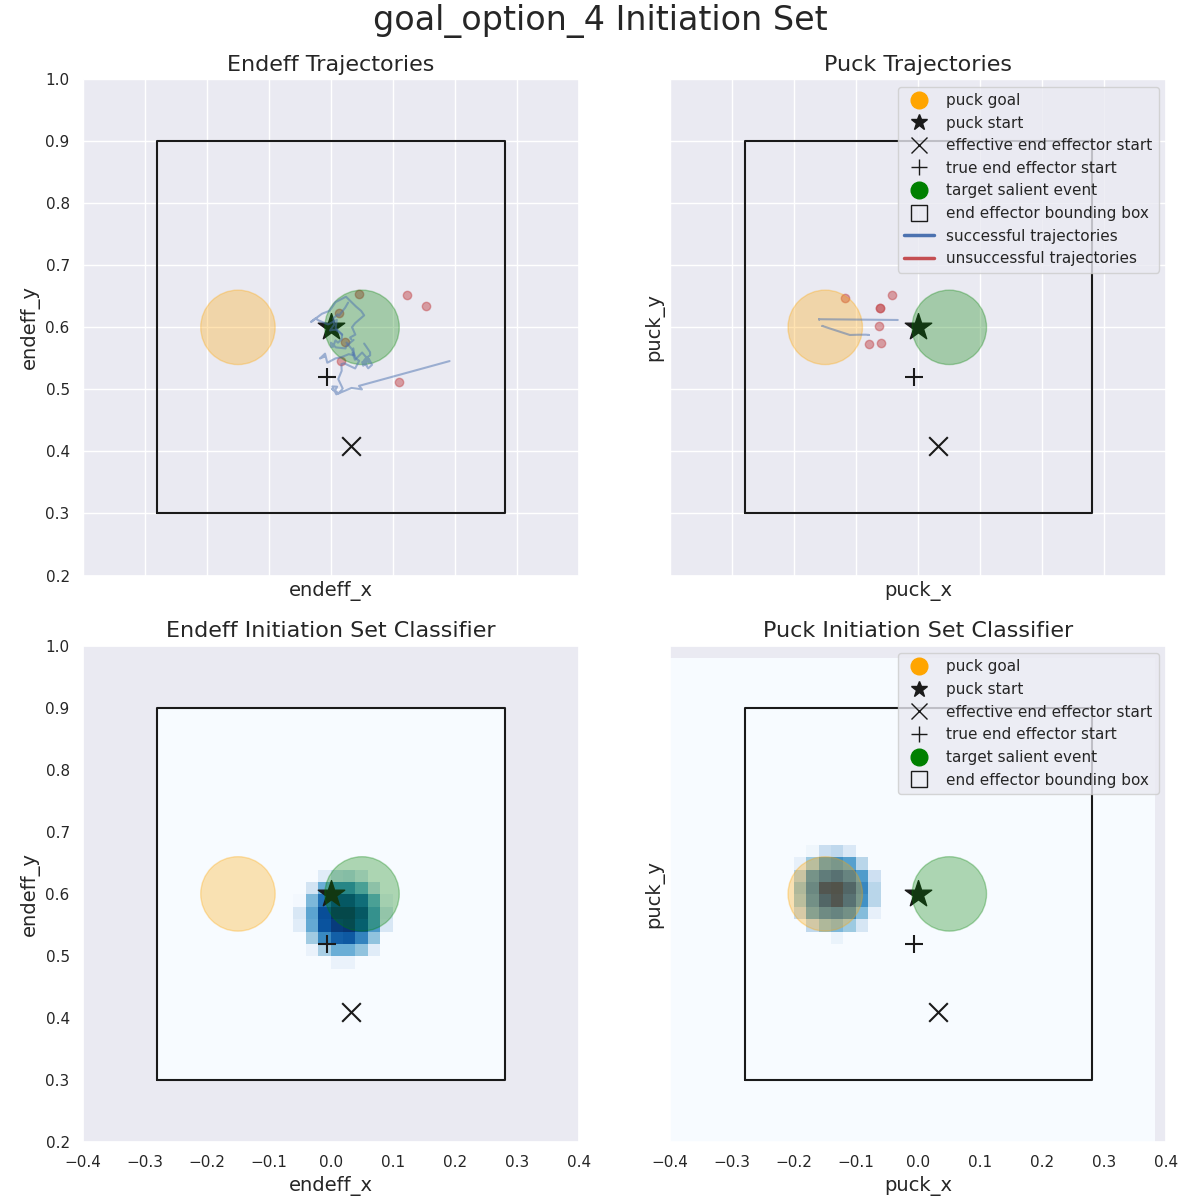 goal_option_4 Initiation Set
Endeff Trajectories
Puck Trajectories
1.0
0.9
0.8
0.7
0.6
0.5
0.4
0.3
0.2
endeff_y
endeff_x
puck_y
puck_x
puck goal
puck start
effective end effector start
true end effector start
target salient event
end effector bounding box
successful trajectories
unsuccessful trajectories
Endeff Initiation Set Classifier
Puck Initiation Set Classifier
1.0
0.9
0.8
0.7
0.6
0.5
0.4
0.3
0.2
endeff_y
−0.4 −0.3 −0.2 −0.1 0.0 0.1 0.2 0.3 0.4
endeff_x
puck_y
puck goal
puck start
effective end effector start
true end effector start
target salient event
end effector bounding box
−0.4 −0.3 −0.2 −0.1 0.0 0.1 0.2 0.3 0.4
puck_x